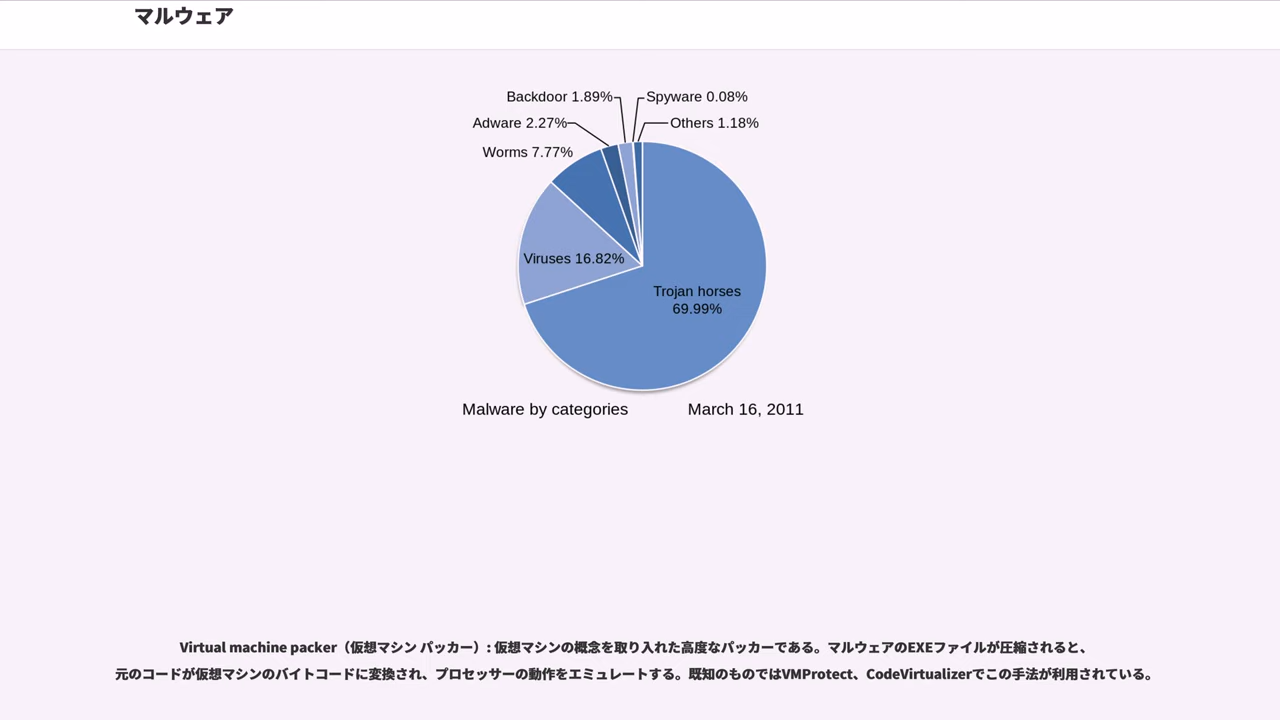 マルウェア
Backdoor 1.89%
Spyware 0.08%
Adware 2.27%
Others 1.18%
Worms 7.77%
Viruses 16.82%
Trojan horses
69.99%
Malware by categories
March 16, 2011
Virtual machine packer（仮想マシン パッカー）: 仮想マシンの概念を取り入れた高度なパッカーである。マルウェアのEXEファイルが圧縮されると、
元のコードが仮想マシンのバイトコードに変換され、プロセッサーの動作をエミュレートする。既知のものではVMProtect、CodeVirtualizerでこの手法が利用されている。